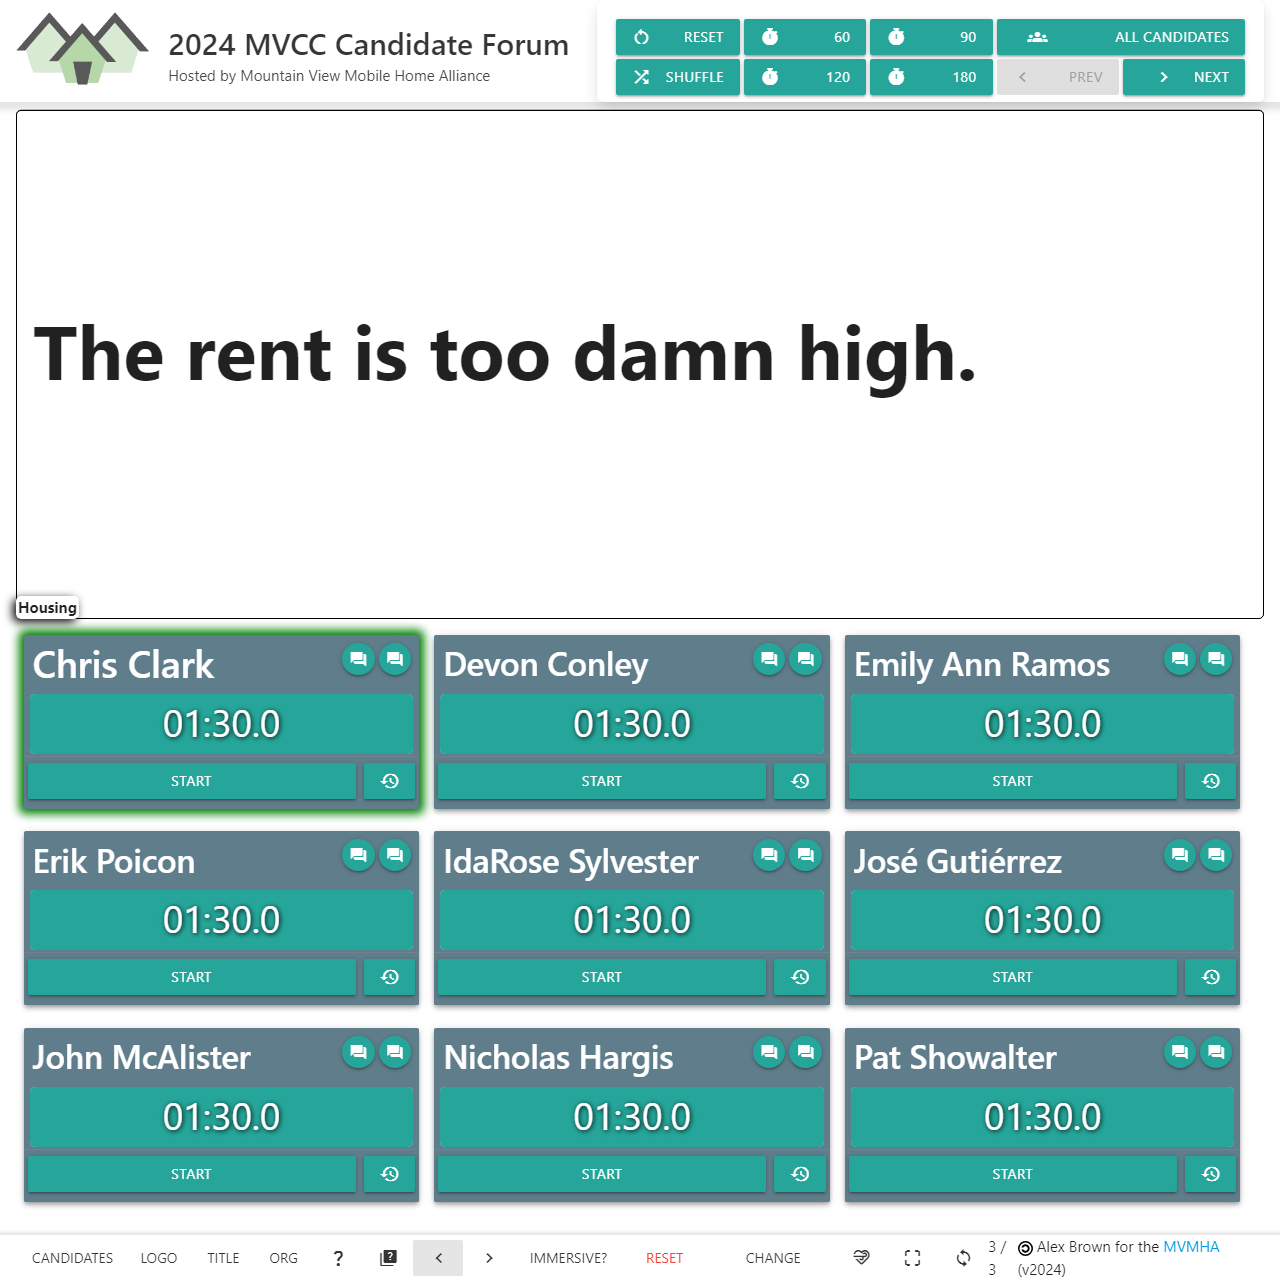 2024 MVCC Candidate Forum
Hosted by Mountain View Mobile Home Alliance
RESET
60
90
ALL CANDIDATES
SHUFFLE
120
180
PREV
NEXT
The rent is too damn high.
Housing
Chris Clark
01:30.0
START
Devon Conley
01:30.0
START
Emily Ann Ramos
01:30.0
START
Erik Poicon
01:30.0
START
IdaRose Sylvester
01:30.0
START
José Gutiérrez
01:30.0
START
John McAlister
01:30.0
START
Nicholas Hargis
01:30.0
START
Pat Showalter
01:30.0
START
CANDIDATES
LOGO
TITLE
ORG
?
IMMERSIVE?
RESET
CHANGE
3 /
3
Alex Brown for the MVMHA
(v2024)